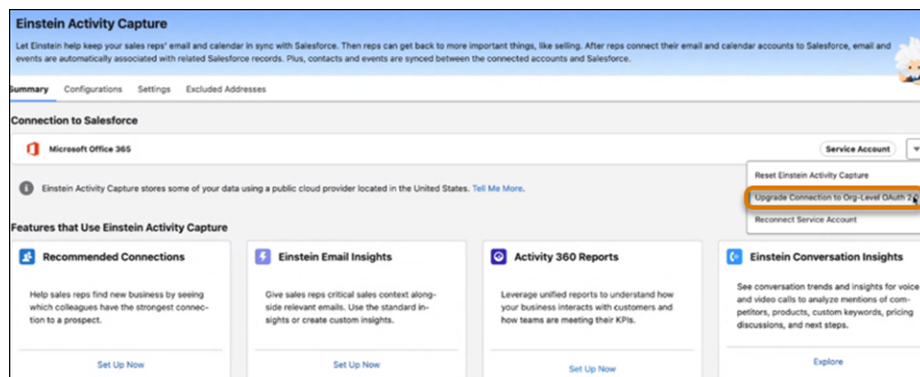 Einstein Activity Capture
Let Einstein help keep your sales reps' email and calendar in sync with Salesforce. Then reps can get back to more important things, like selling. After reps connect their email and calendar accounts to Salesforce, email and
events are automatically associated with related Salesforce records. Plus, contacts and events are synced between the connected accounts and Salesforce.
Summary Configurations Settings Excluded Addresses
Connection to Salesforce
Microsoft Office 365 Service Account
Reset Einstein Activity Capture
Einstein Activity Capture stores some of your data using a public cloud provider located in the United States. Tell Me More.
Upgrade Connection to Org-Level OAuth 2.0
Reconnect Service Account
Features that Use Einstein Activity Capture
Recommended Connections
Help sales reps find new business by seeing
which colleagues have the strongest connec-
tion to a prospect.
Set Up Now
Einstein Email Insights
Give sales reps critical sales context along-
side relevant emails. Use the standard in-
sights or create custom insights.
Set Up Now
Activity 360 Reports
Leverage unified reports to understand how
your business interacts with customers and
how teams are meeting their KPIs.
Set Up Now
Einstein Conversation Insights
See conversation trends and insights for voice
and video calls to analyze mentions of com-
petitors, products, custom keywords, pricing
discussions, and next steps.
Explore